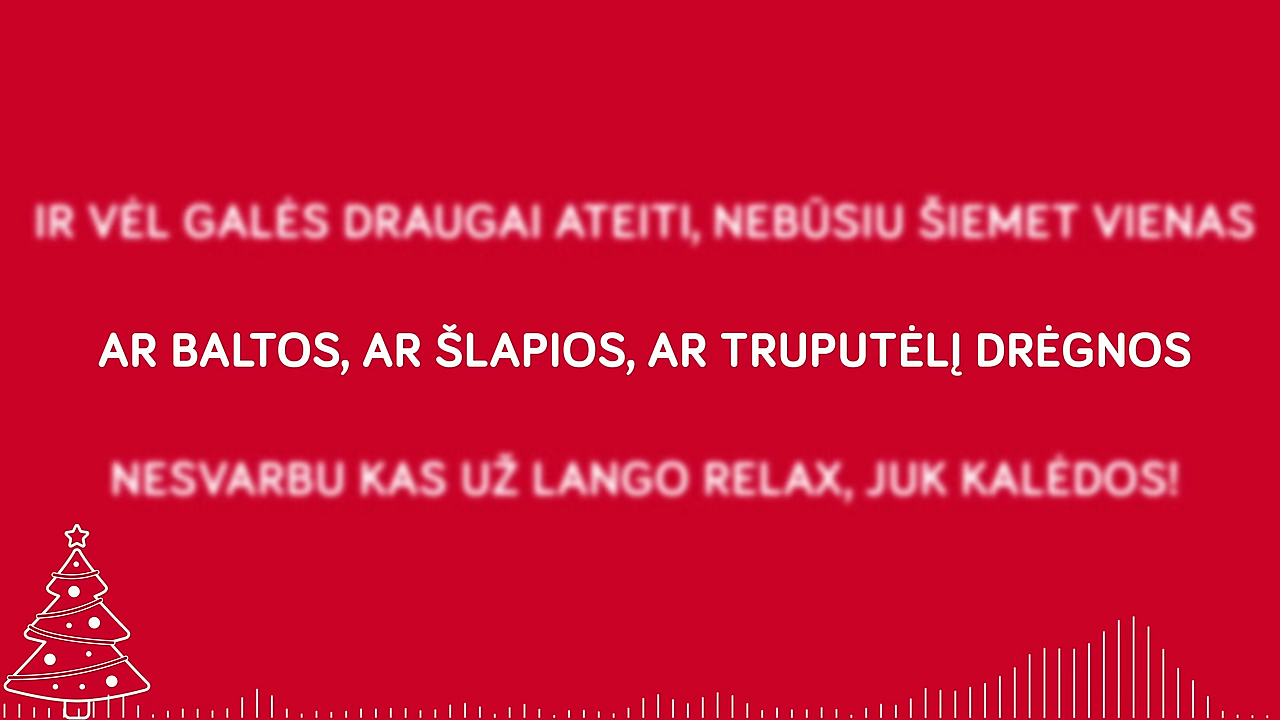 IR VĖL GALĖS DRAUGAI ATEITI, NEBŪSIU ŠIEMET VIENAS
AR BALTOS, AR ŠLAPIOS, AR TRUPUTĖLĮ DRĖGNOS
NESVARBU KAS UŽ LANGO RELAX, JUK KALĖDOS!